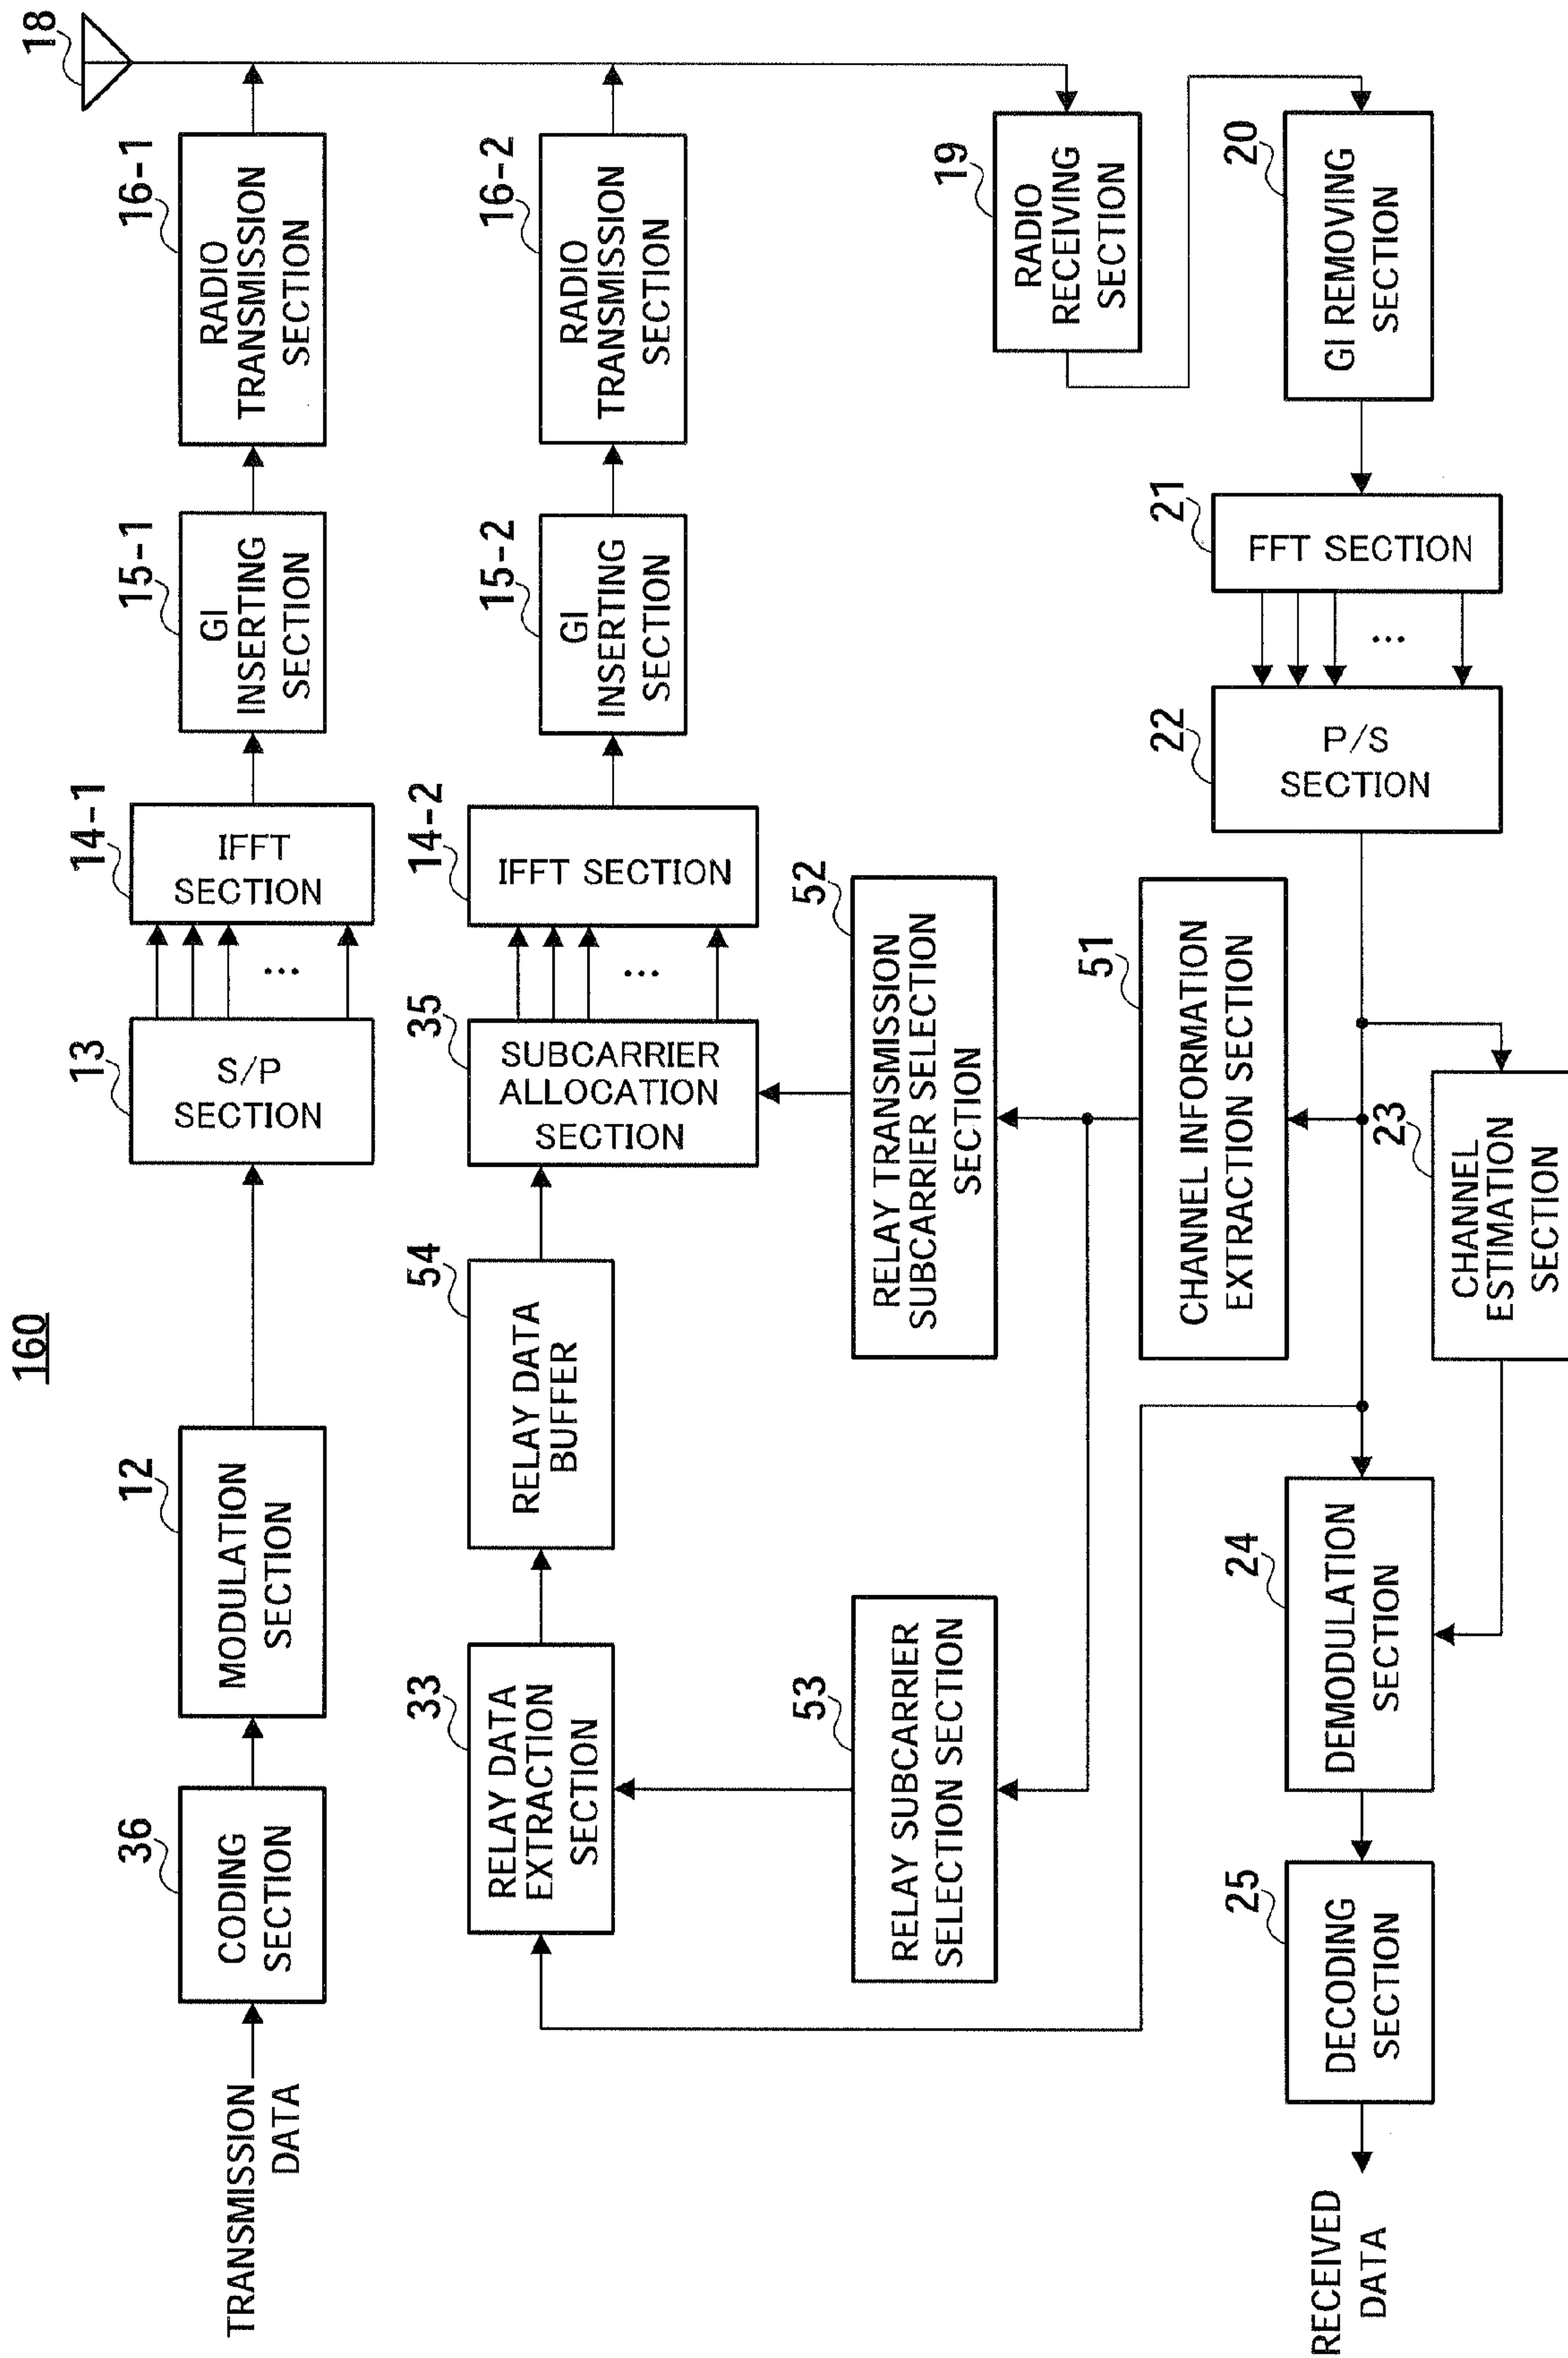 160
18
TRANSMISSION
DATA
36
CODING
SECTION
12
MODULATION
SECTION
13
S/P
SECTION
...
14-1
IFFT
SECTION
15-1
GI
INSERTING
SECTION
16-1
RADIO
TRANSMISSION
SECTION
33
RELAY DATA
EXTRACTION
SECTION
54
RELAY DATA
BUFFER
35
SUBCARRIER
ALLOCATION
SECTION
...
14-2
IFFT SECTION
15-2
GI
INSERTING
SECTION
16-2
RADIO
TRANSMISSION
SECTION
53
RELAY SUBCARRIER
SELECTION SECTION
52
RELAY TRANSMISSION
SUBCARRIER SELECTION
SECTION
19
RADIO
RECEIVING
SECTION
51
CHANNEL INFORMATION
EXTRACTION SECTION
RECEIVED
DATA
25
DECODING
SECTION
24
DEMODULATION
SECTION
23
CHANNEL
ESTIMATION
SECTION
22
P/S
SECTION
...
21
FFT SECTION
20
GI REMOVING
SECTION